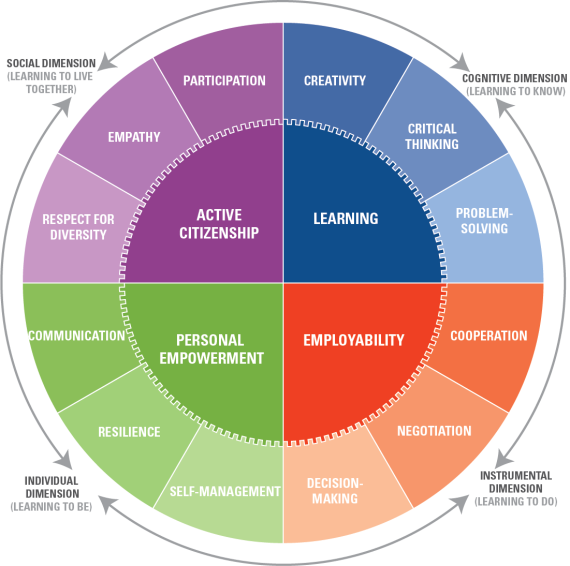 SOCIAL DIMENSION
(LEARNING TO LIVE
TOGETHER)
PARTICIPATION
CREATIVITY
COGNITIVE DIMENSION
(LEARNING TO KNOW)
EMPATHY
CRITICAL
THINKING
RESPECT FOR
DIVERSITY
ACTIVE
CITIZENSHIP
LEARNING
PROBLEM-
SOLVING
COMMUNICATION
PERSONAL
EMPOWERMENT
EMPLOYABILITY
COOPERATION
RESILIENCE
NEGOTIATION
SELF-MANAGEMENT
DECISION-
MAKING
INDIVIDUAL
DIMENSION
(LEARNING TO BE)
INSTRUMENTAL
DIMENSION
(LEARNING TO DO)